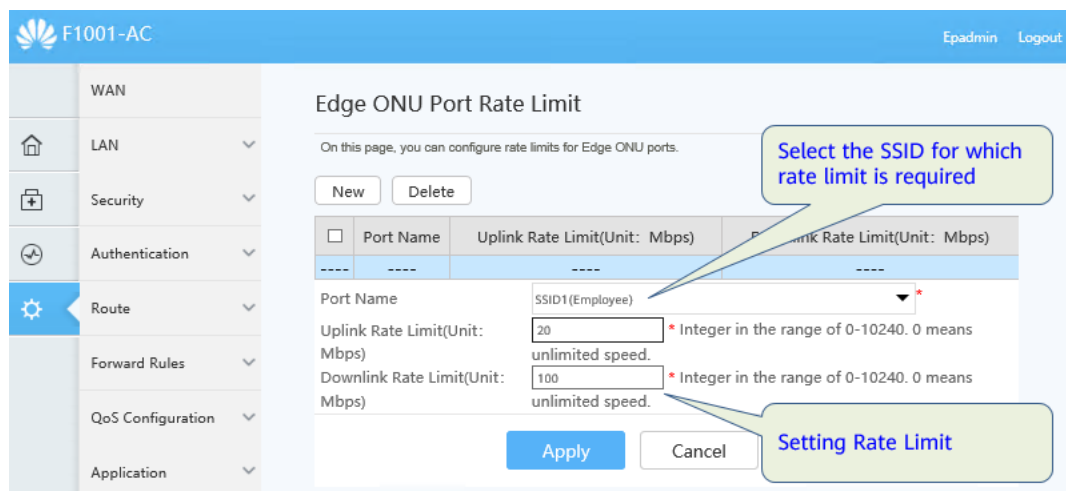 F1001-AC
Epadmin Logout
WAN
LAN
Security
Authentication
Route
Forward Rules
QoS Configuration
Application
Edge ONU Port Rate Limit
On this page, you can configure rate limits for Edge ONU ports.
Select the SSID for which
rate limit is required
New Delete
Port Name Uplink Rate Limit(Unit: Mbps) Rate Limit(Unit: Mbps)
---- ---- ---- ----
Port Name SSID1(Employee) *
Uplink Rate Limit(Unit: 20 * Integer in the range of 0-10240. 0 means
Mbps) unlimited speed.
Downlink Rate Limit(Unit: 100 * Integer in the range of 0-10240. 0 means
Mbps) unlimited speed.
Apply Cancel
Setting Rate Limit